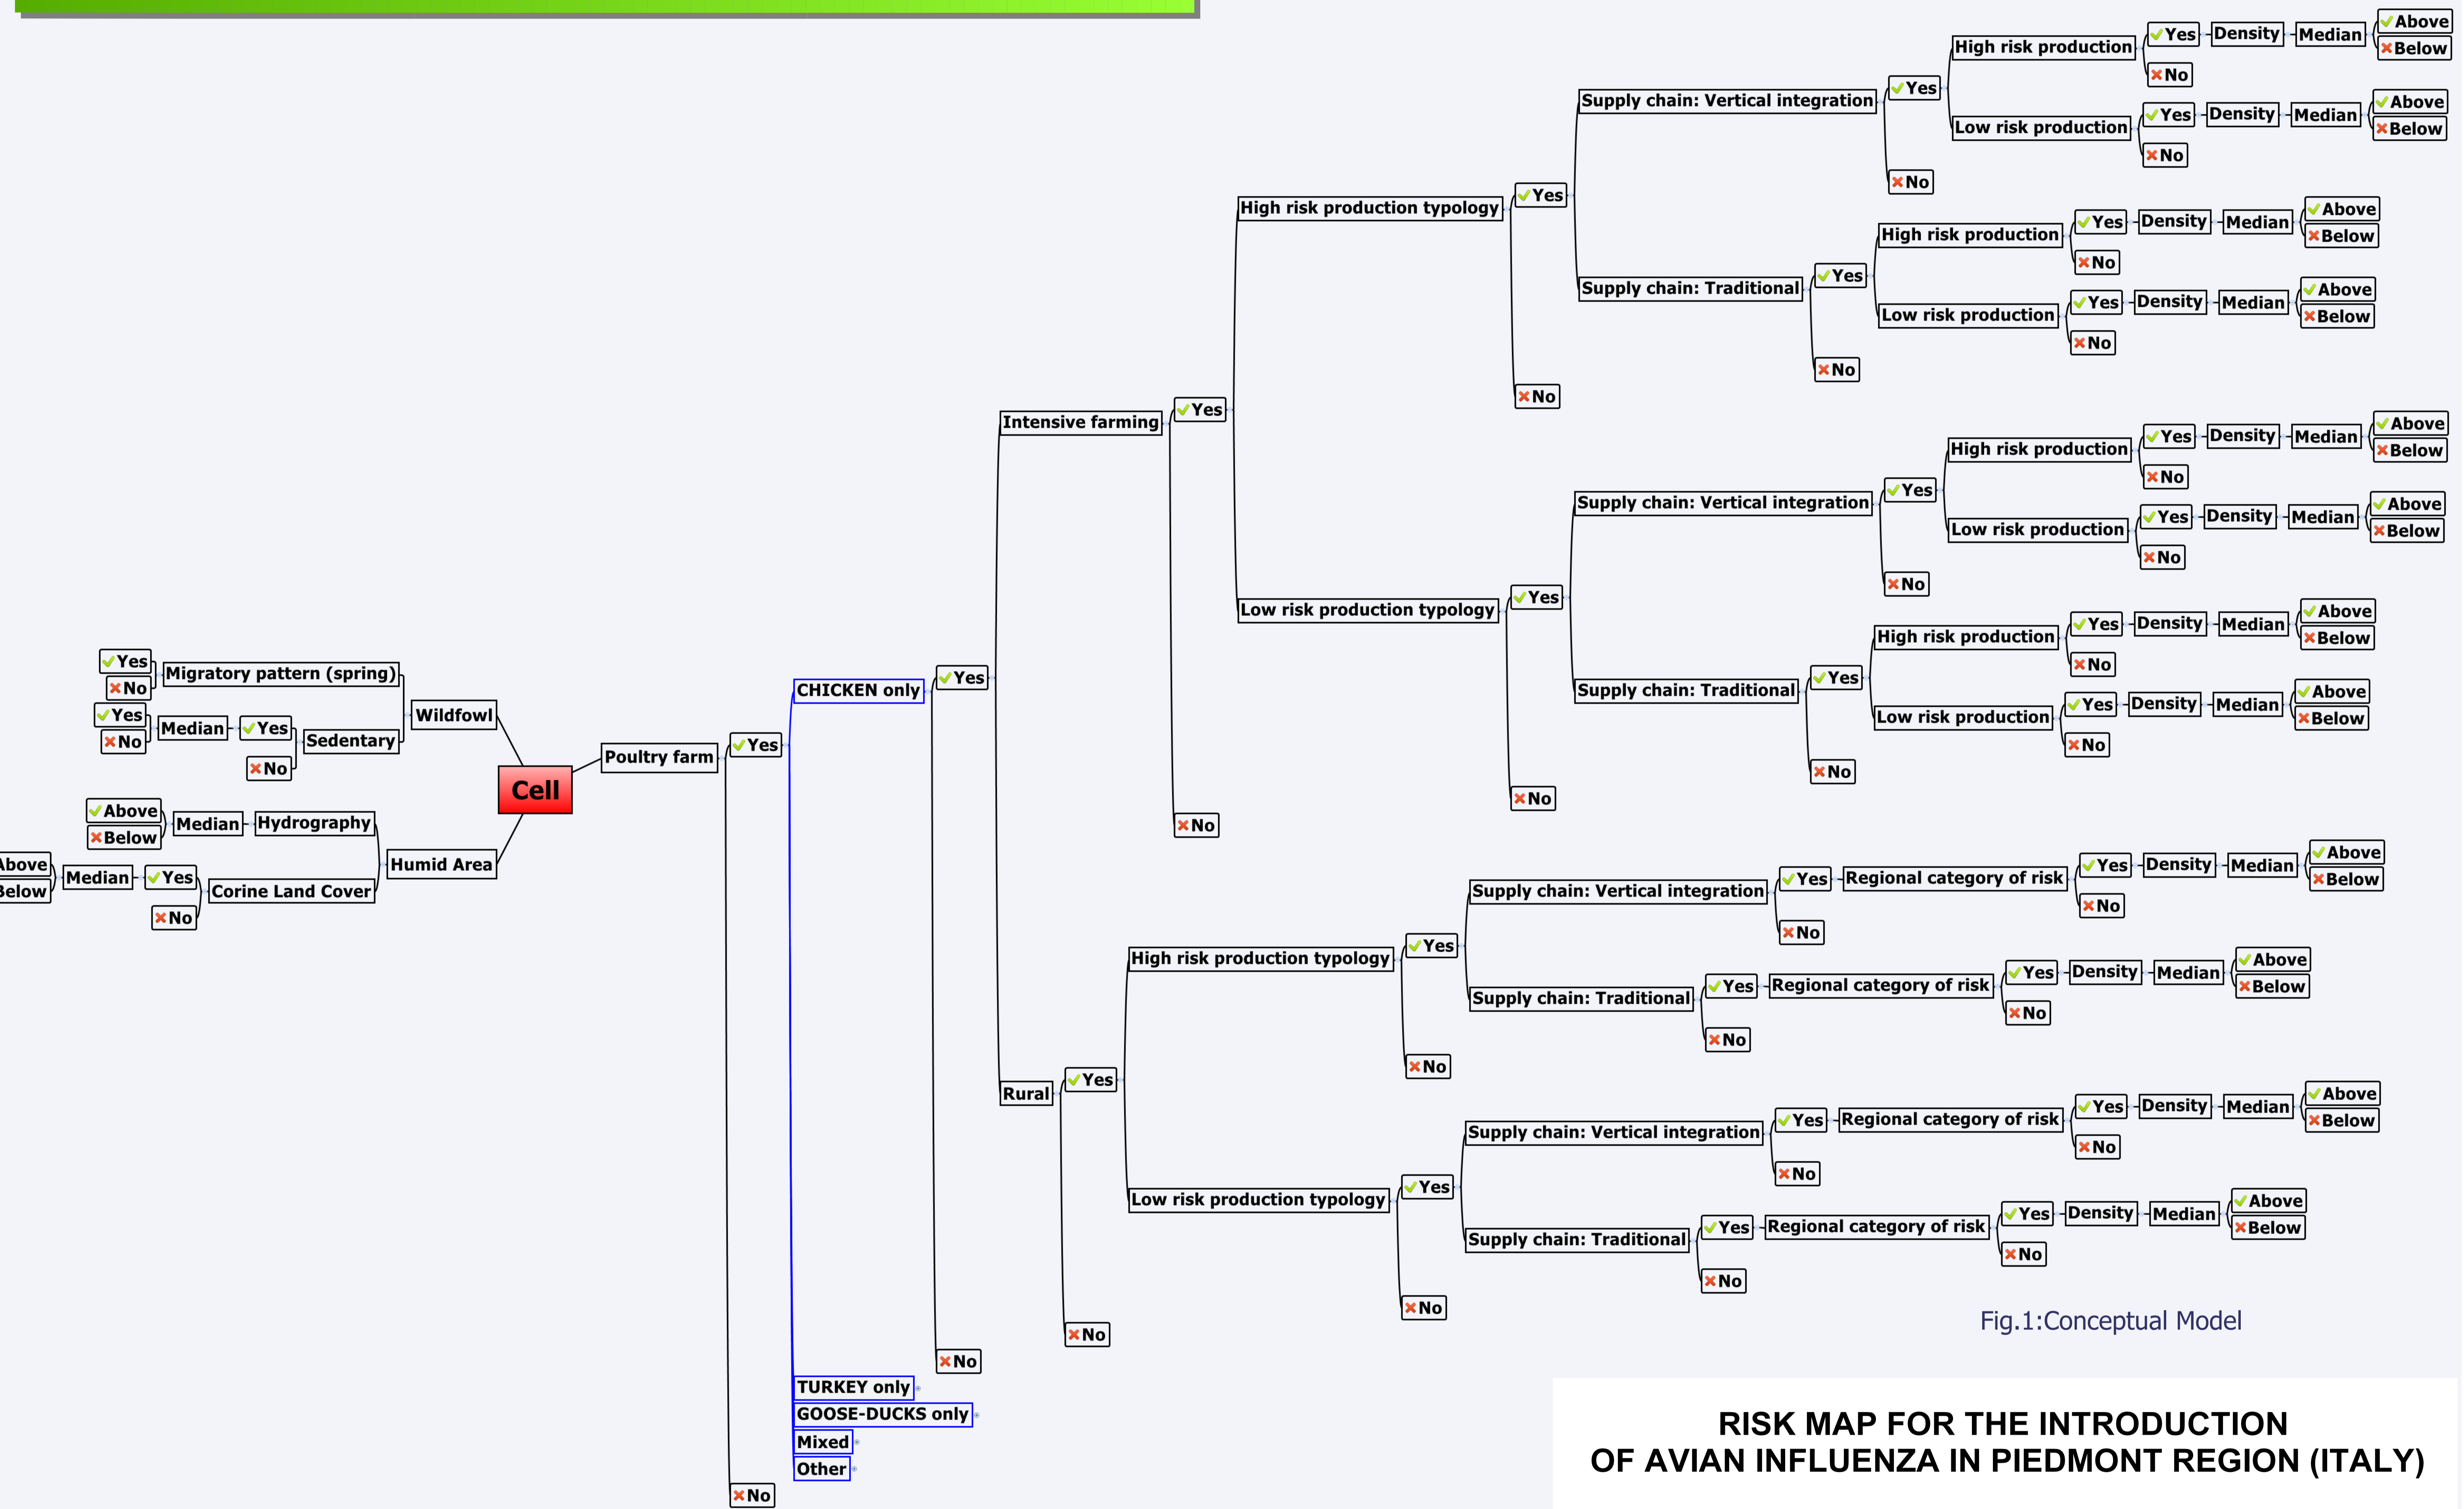 Above
Yes
Density
Median
Below
High risk production
No
Supply chain: Vertical integration
Yes
Above
Yes
Density
Median
Below
Low risk production
No
No
High risk production typology
Yes
Above
Yes
Density
Median
Below
High risk production
No
Supply chain: Traditional
Yes
Above
Yes
Density
Median
Below
Low risk production
No
No
No
Intensive farming
Yes
Above
Yes
Density
Median
Below
High risk production
No
Supply chain: Vertical integration
Yes
Above
Yes
Density
Median
Below
Low risk production
No
No
Low risk production typology
Yes
Above
Yes
Density
Median
Below
High risk production
No
Supply chain: Traditional
Yes
Above
Yes
Density
Median
Below
Low risk production
No
No
No
No
Yes
No
Migratory pattern (spring)
Yes
No
Median
Yes
Sedentary
No
Wildfowl
Cell
Poultry farm
Yes
CHICKEN only
Yes
Above
Below
Median
Hydrography
Humid Area
Above
Below
Median
Yes
Corine Land Cover
No
Rural
Yes
High risk production typology
Yes
Supply chain: Vertical integration
Yes
Regional category of risk
Yes
Density
Median
Above
Below
No
No
Supply chain: Traditional
Yes
Regional category of risk
Yes
Density
Median
Above
Below
No
No
No
Low risk production typology
Yes
Supply chain: Vertical integration
Yes
Regional category of risk
Yes
Density
Median
Above
Below
No
No
Supply chain: Traditional
Yes
Regional category of risk
Yes
Density
Median
Above
Below
No
No
No
No
No
TURKEY only
GOOSE-DUCKS only
Mixed
Other
No
Fig.1:Conceptual Model
RISK MAP FOR THE INTRODUCTION
OF AVIAN INFLUENZA IN PIEDMONT REGION (ITALY)